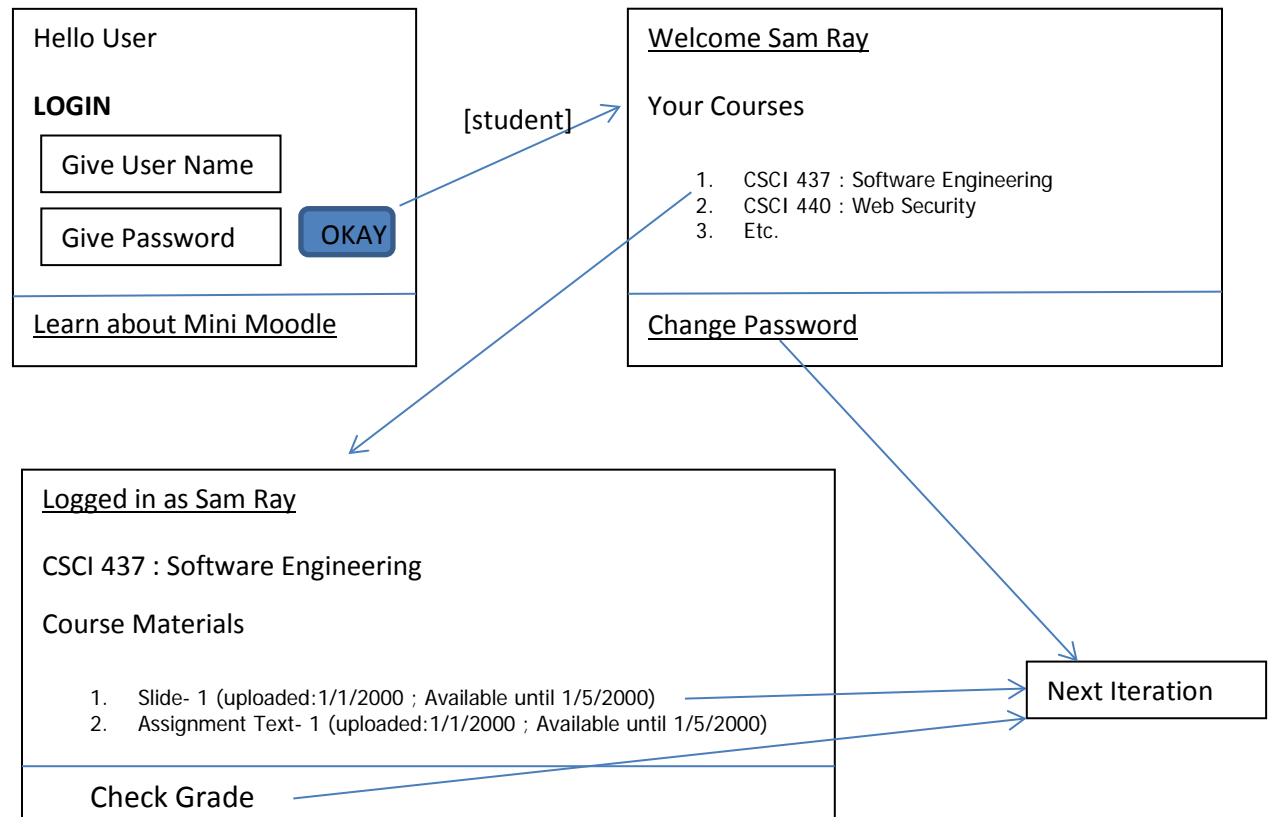 Hello User
LOGIN
Give User Name
Give Password
OKAY
Learn about Mini Moodle
[student]
Welcome Sam Ray
Your Courses
1. CSCI 437 : Software Engineering
2. CSCI 440 : Web Security
3. Etc.
Change Password
Logged in as Sam Ray
CSCI 437 : Software Engineering
Course Materials
1. Slide- 1 (uploaded:1/1/2000 ; Available until 1/5/2000)
2. Assignment Text- 1 (uploaded:1/1/2000 ; Available until 1/5/2000)
Check Grade
Next Iteration